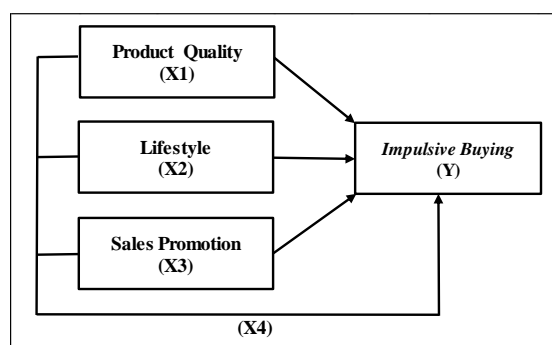 Product Quality
(X1)
Lifestyle
(X2)
Impulsive Buying
(Y)
Sales Promotion
(X3)
(X4)